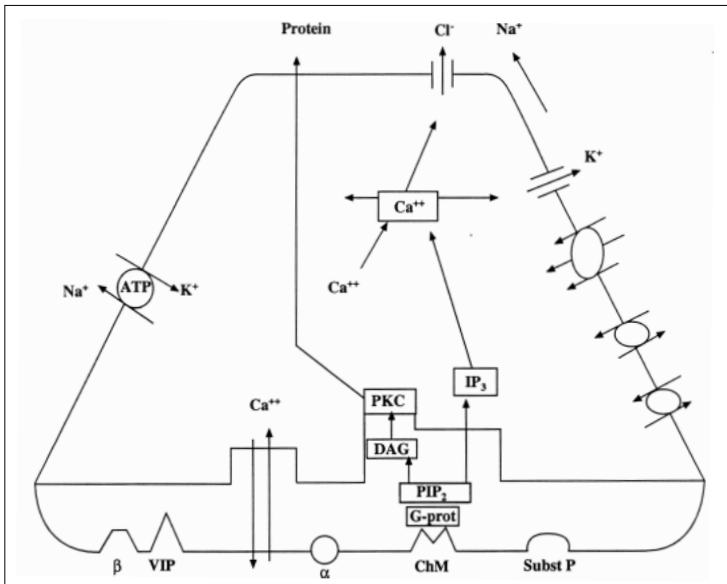 Protein
Cl⁻
Na⁺
K⁺
Ca⁺⁺
Ca⁺⁺
ATP
Na⁺
K⁺
IP₃
PKC
Ca⁺⁺
DAG
PIP₂
G-prot
β
VIP
α
ChM
Subst P